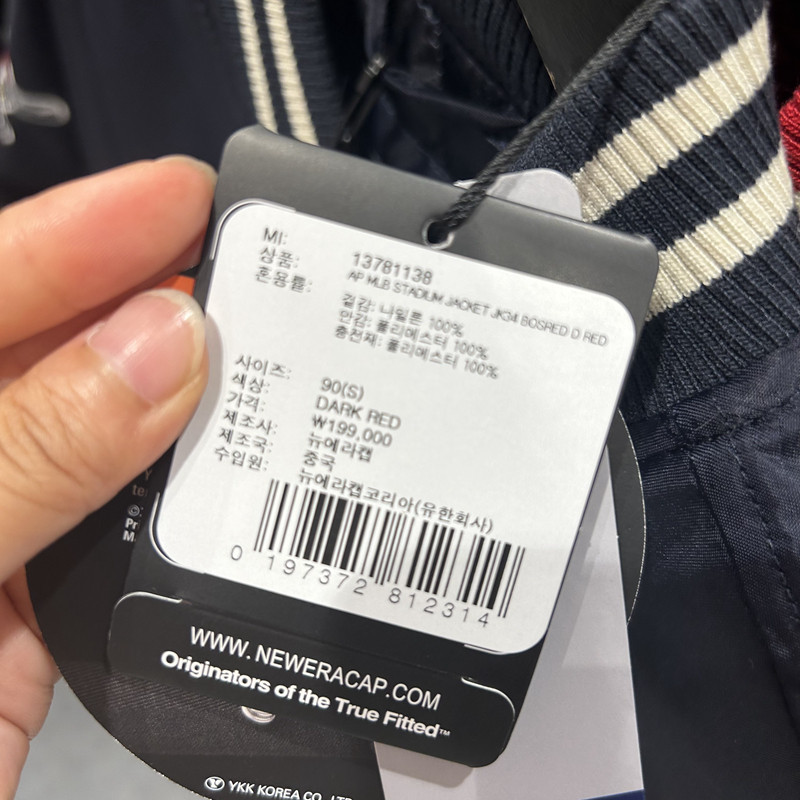 MI: 13781138
상품: AP MLB STADIUM JACKET JK34 BOSRED D RED
혼용률: 겉감: 나일론 100%
안감: 폴리에스터 100%
충전재: 폴리에스터 100%
사이즈: 90(S)
색상: DARK RED
가격: ₩199,000
제조사: 뉴에라캡
제조국: 중국
수입원: 뉴에라캡코리아(유한회사)
0 197372 812314
WWW.NEWERACAP.COM
Originators of the True Fitted™
YKK KOREA CO., LTD